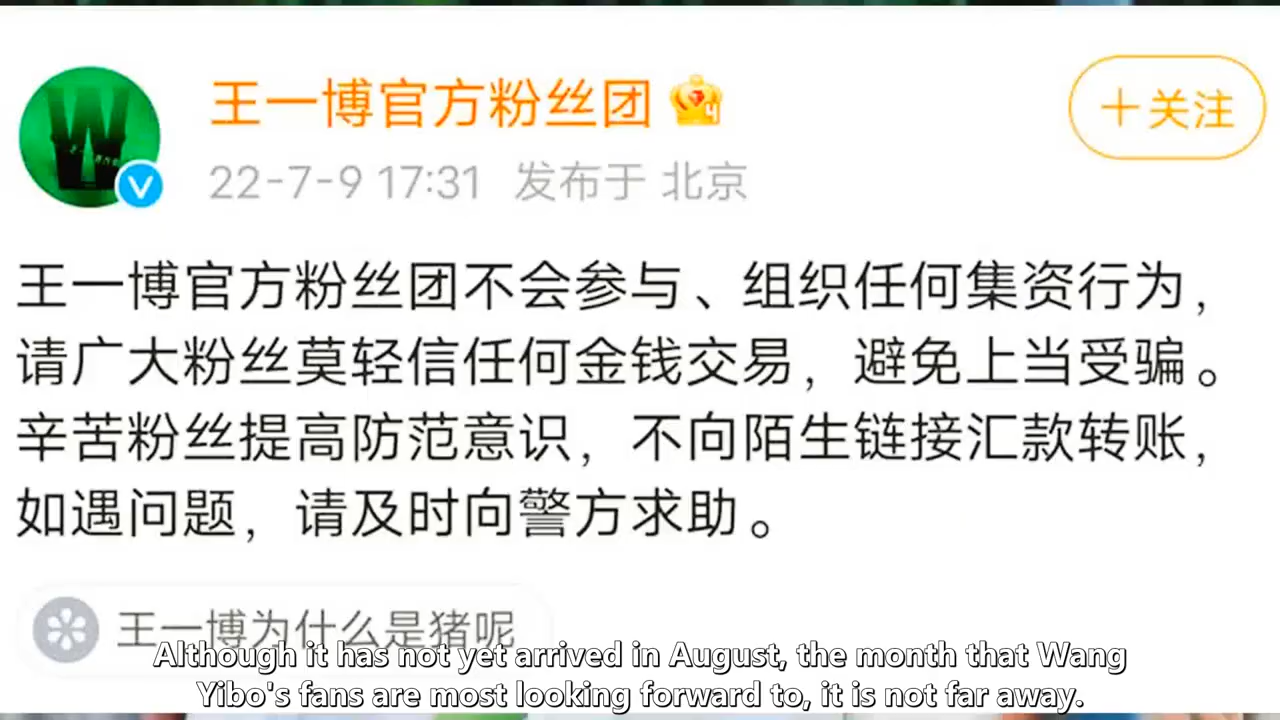 王一博官方粉丝团
22-7-9 17:31 发布于 北京
+关注
王一博官方粉丝团不会参与、组织任何集资行为，
请广大粉丝莫轻信任何金钱交易，避免上当受骗。
辛苦粉丝提高防范意识，不向陌生链接汇款转账，
如遇问题，请及时向警方求助。
王一博为什么是猪呢
Although it has not yet arrived in August, the month that Wang
Yibo's fans are most looking forward to, it is not far away.